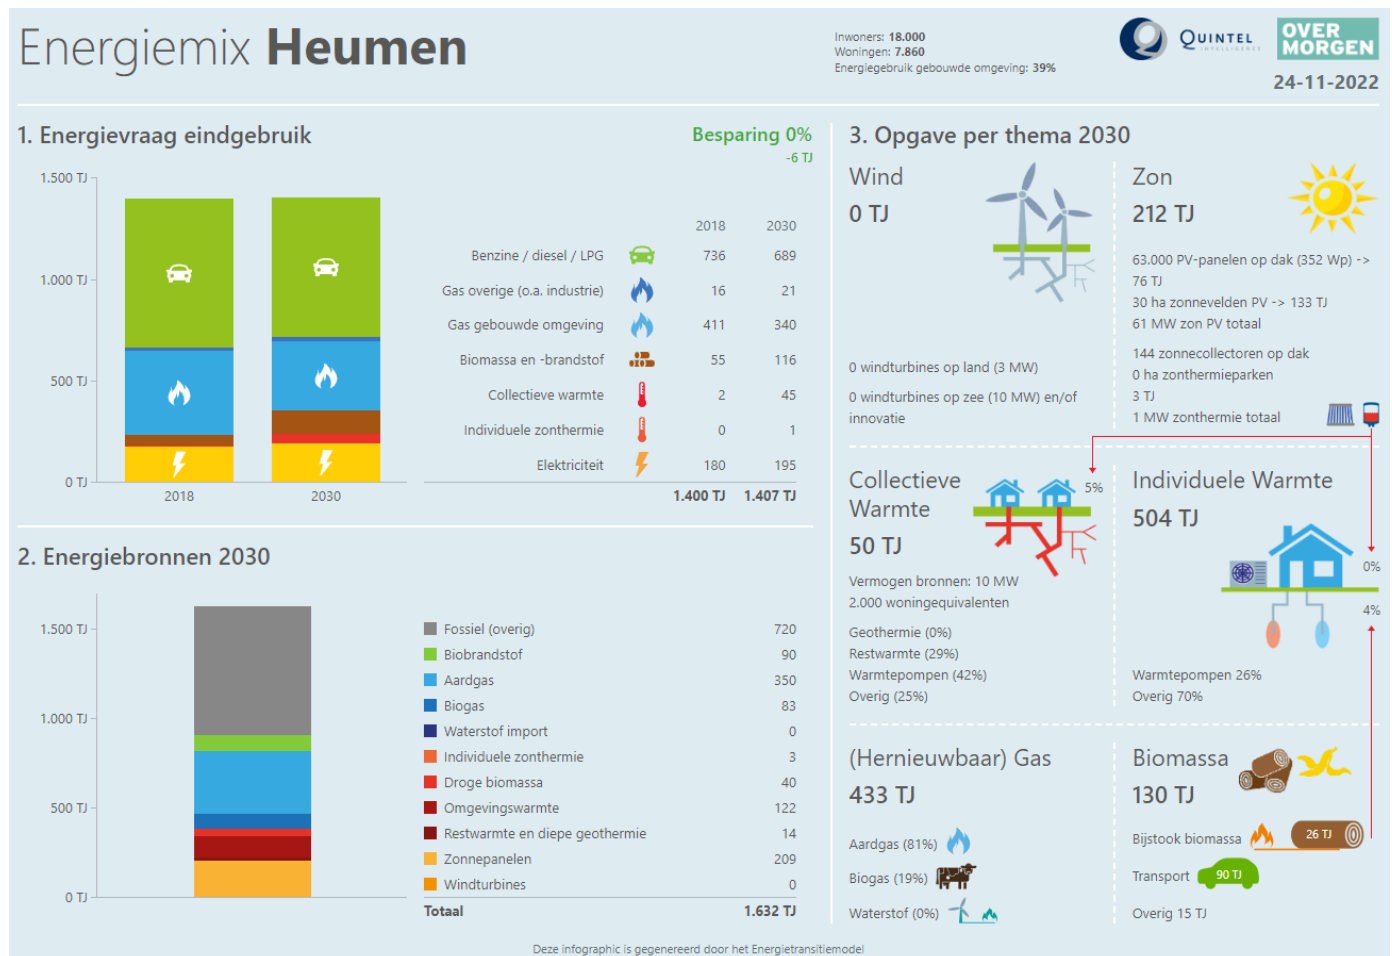 Energiemix Heumen
Inwoners: 18.000
Woningen: 7.860
Energiegebruik gebouwde omgeving: 39%
QUINTEL
INTELLIGENCE
OVER
MORGEN
24-11-2022
1. Energievraag eindgebruik
Besparing 0%
-6 TJ
1.500 TJ
1.000 TJ
500 TJ
0 TJ
2018 2030
2018 2030
Benzine / diesel / LPG 736 689
Gas overige (o.a. industrie) 16 21
Gas gebouwde omgeving 411 340
Biomassa en -brandstof 55 116
Collectieve warmte 2 45
Individuele zonthermie 0 1
Elektriciteit 180 195
1.400 TJ 1.407 TJ
2. Energiebronnen 2030
1.500 TJ
1.000 TJ
500 TJ
0 TJ
Fossiel (overig) 720
Biobrandstof 90
Aardgas 350
Biogas 83
Waterstof import 0
Individuele zonthermie 3
Droge biomassa 40
Omgevingswarmte 122
Restwarmte en diepe geothermie 14
Zonnepanelen 209
Windturbines 0
Totaal 1.632 TJ
3. Opgave per thema 2030
Wind
0 TJ
0 windturbines op land (3 MW)
0 windturbines op zee (10 MW) en/of
innovatie
Zon
212 TJ
63.000 PV-panelen op dak (352 Wp) ->
76 TJ
30 ha zonnevelden PV -> 133 TJ
61 MW zon PV totaal
144 zonnecollectoren op dak
0 ha zonthermieparken
3 TJ
1 MW zonthermie totaal
Collectieve
Warmte
50 TJ
5%
Vermogen bronnen: 10 MW
2.000 woningequivalenten
Geothermie (0%)
Restwarmte (29%)
Warmtepompen (42%)
Overig (25%)
Individuele Warmte
504 TJ
0%
4%
Warmtepompen 26%
Overig 70%
(Hernieuwbaar) Gas
433 TJ
Aardgas (81%)
Biogas (19%)
Waterstof (0%)
Biomassa
130 TJ
Bijstook biomassa 26 TJ
Transport 90 TJ
Overig 15 TJ
Deze infographic is gegenereerd door het Energietransitiemodel